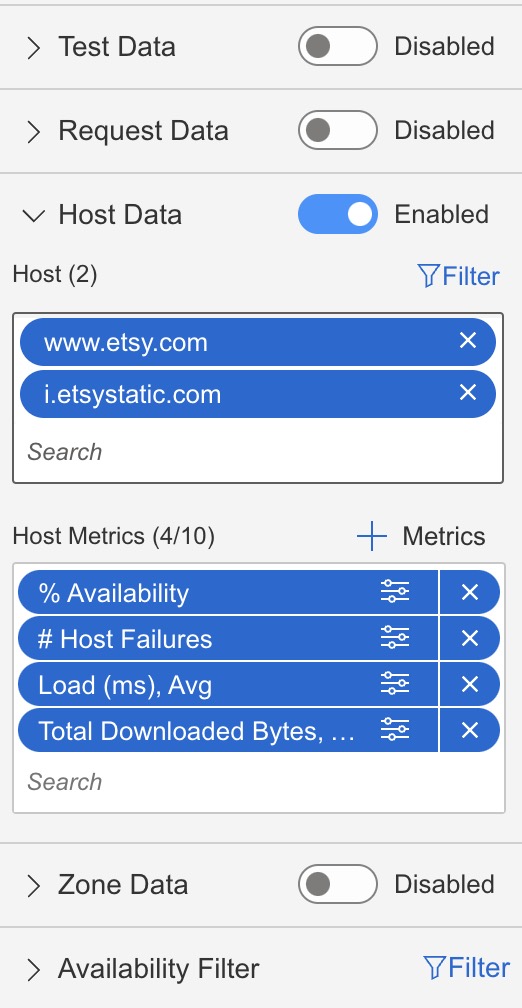 Test Data Disabled
Request Data Disabled
Host Data Enabled
Host (2) Filter
www.etsy.com
i.etsystatic.com
Search
Host Metrics (4/10) Metrics
% Availability
# Host Failures
Load (ms), Avg
Total Downloaded Bytes, ...
Search
Zone Data Disabled
Availability Filter Filter